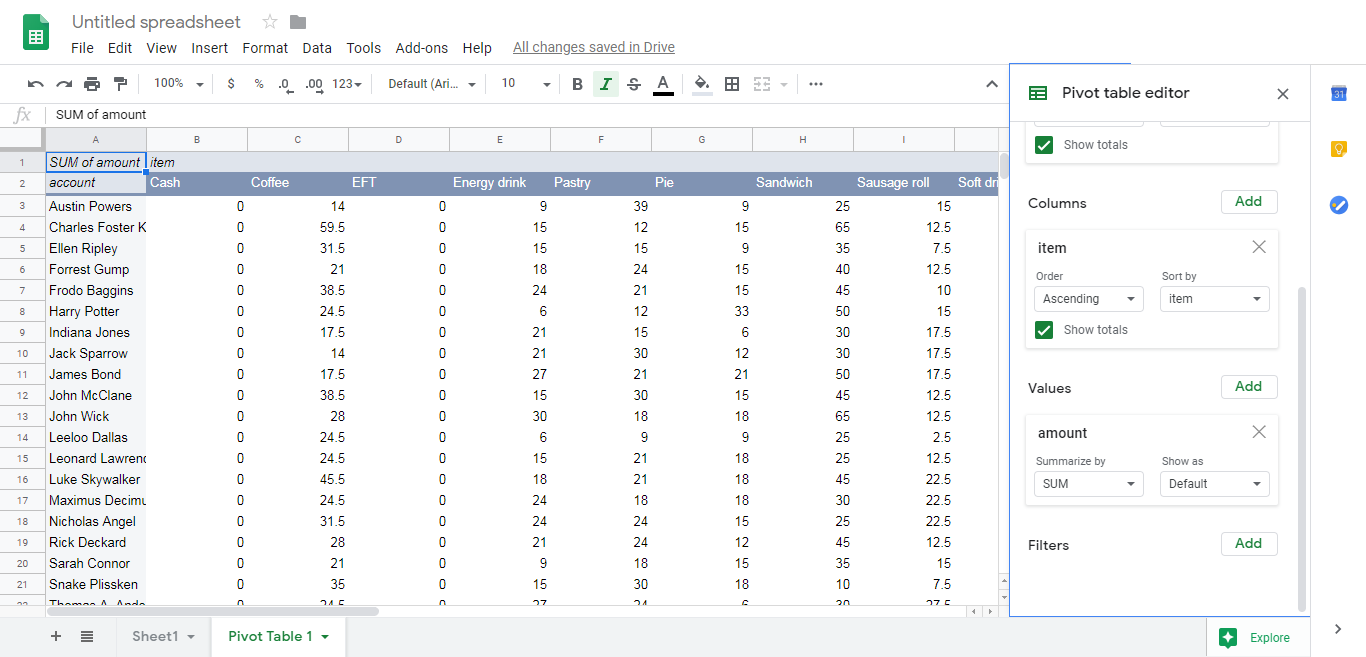 Untitled spreadsheet
File Edit View Insert Format Data Tools Add-ons Help All changes saved in Drive
100% $ % .0 .00 123 Default (Ari... 10 B I S A
fx SUM of amount
A B C D E F G H I
1 SUM of amount item
2 account Cash Coffee EFT Energy drink Pastry Pie Sandwich Sausage roll Soft dri
3 Austin Powers 0 14 0 9 39 9 25 15
4 Charles Foster K 0 59.5 0 15 12 15 65 12.5
5 Ellen Ripley 0 31.5 0 15 15 9 35 7.5
6 Forrest Gump 0 21 0 18 24 15 40 12.5
7 Frodo Baggins 0 38.5 0 24 21 15 45 10
8 Harry Potter 0 24.5 0 6 12 33 50 15
9 Indiana Jones 0 17.5 0 21 15 6 30 17.5
10 Jack Sparrow 0 14 0 21 30 12 30 17.5
11 James Bond 0 17.5 0 27 21 21 50 17.5
12 John McClane 0 38.5 0 15 30 15 45 12.5
13 John Wick 0 28 0 30 18 18 65 12.5
14 Leeloo Dallas 0 24.5 0 6 9 9 25 2.5
15 Leonard Lawrenc 0 24.5 0 15 21 18 25 12.5
16 Luke Skywalker 0 45.5 0 18 21 18 45 22.5
17 Maximus Decimu 0 24.5 0 24 18 18 30 22.5
18 Nicholas Angel 0 31.5 0 24 24 15 25 22.5
19 Rick Deckard 0 28 0 21 24 12 45 12.5
20 Sarah Connor 0 21 0 9 18 15 35 15
21 Snake Plissken 0 35 0 15 30 18 10 7.5
22 Thomas A. Ande 0 24.5 0 27 24 6 30 27.5
Sheet1 Pivot Table 1
Explore
Pivot table editor
Show totals
Columns Add
item
Order Sort by
Ascending item
Show totals
Values Add
amount
Summarize by Show as
SUM Default
Filters Add
31